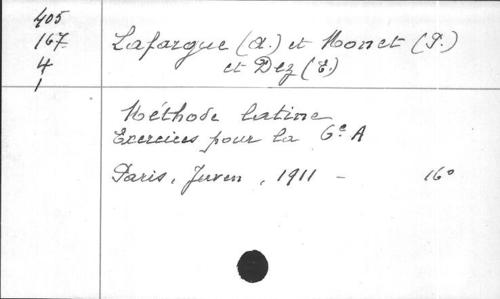 405
167
4
1
Lafargue (A.) et Monet (P.)
et Dez (E.)
Méthode latine
Exercices pour la 6e A
Paris, Juven, 1911 - 16°